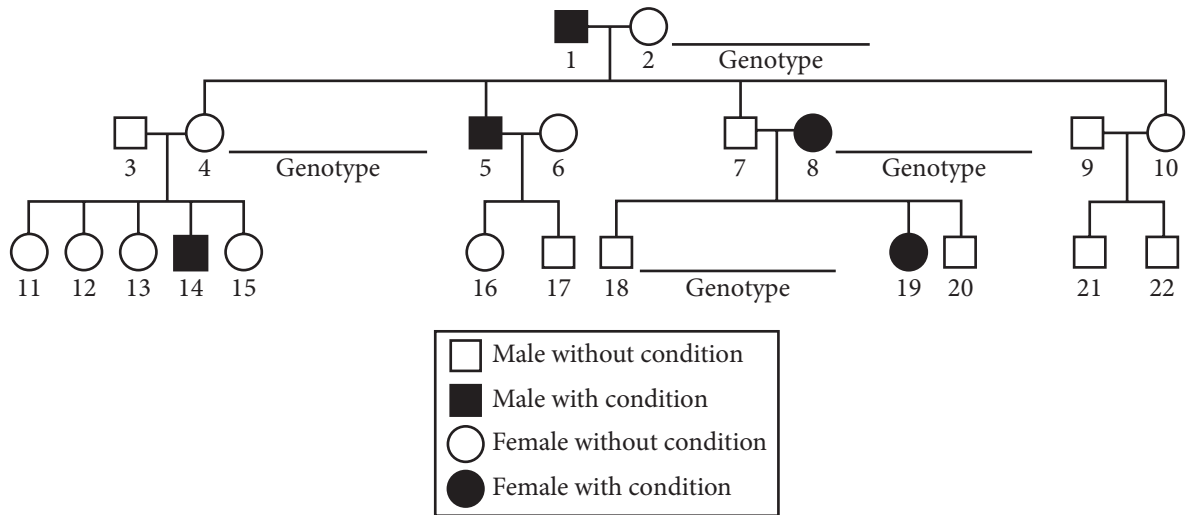 1 2 Genotype
3 4 Genotype 5 6 7 8 Genotype 9 10
11 12 13 14 15 16 17 18 Genotype 19 20 21 22
Male without condition
Male with condition
Female without condition
Female with condition